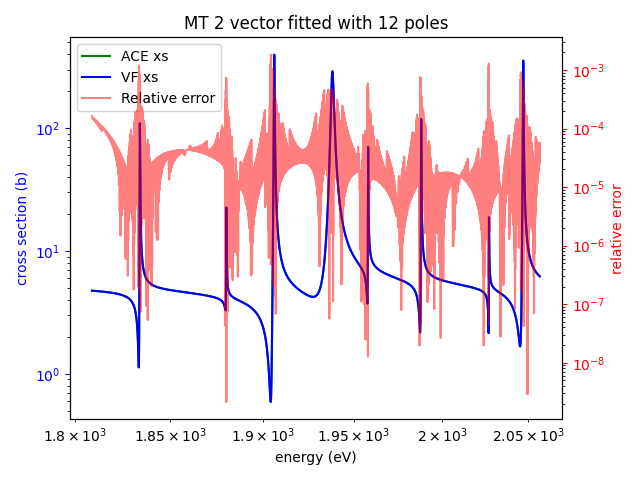 MT 2 vector fitted with 12 poles
ACE xs
VF xs
Relative error
cross section (b)
10²
10¹
10⁰
relative error
10⁻³
10⁻⁴
10⁻⁵
10⁻⁶
10⁻⁷
10⁻⁸
1.8 × 10³ 1.85 × 10³ 1.9 × 10³ 1.95 × 10³ 2 × 10³ 2.05 × 10³
energy (eV)